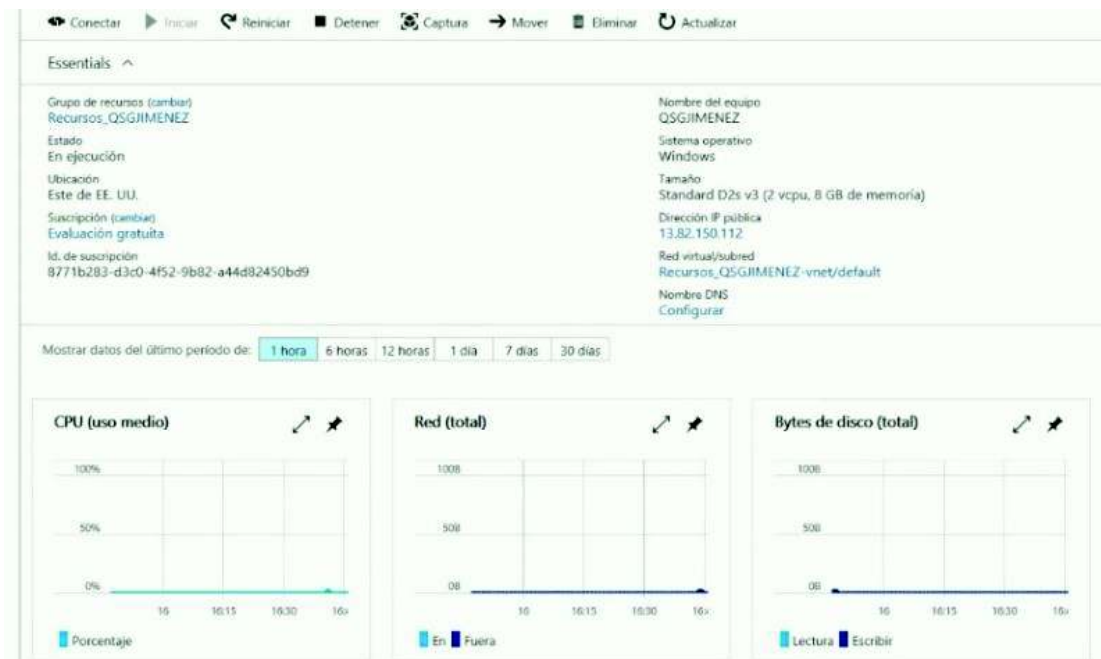 Conectar Iniciar Reiniciar Detener Captura Mover Eliminar Actualizar
Essentials
Grupo de recursos (cambiar)
Recursos_QSGJIMENEZ
Estado
En ejecución
Ubicación
Este de EE. UU.
Suscripción (cambiar)
Evaluación gratuita
Id. de suscripción
8771b283-d3c0-4f52-9b82-a44d82450bd9
Nombre del equipo
QSGJIMENEZ
Sistema operativo
Windows
Tamaño
Standard D2s v3 (2 vcpu, 8 GB de memoria)
Dirección IP pública
13.82.150.112
Red virtual/subred
Recursos_QSGJIMENEZ-vnet/default
Nombre DNS
Configurar
Mostrar datos del último período de: 1 hora 6 horas 12 horas 1 día 7 días 30 días
CPU (uso medio)
100%
50%
0%
16 16:15 16:30
Porcentaje
Red (total)
100B
50B
0B
16 16:15 16:30
En Fuera
Bytes de disco (total)
100B
50B
0B
16 16:15 16:30
Lectura Escribir